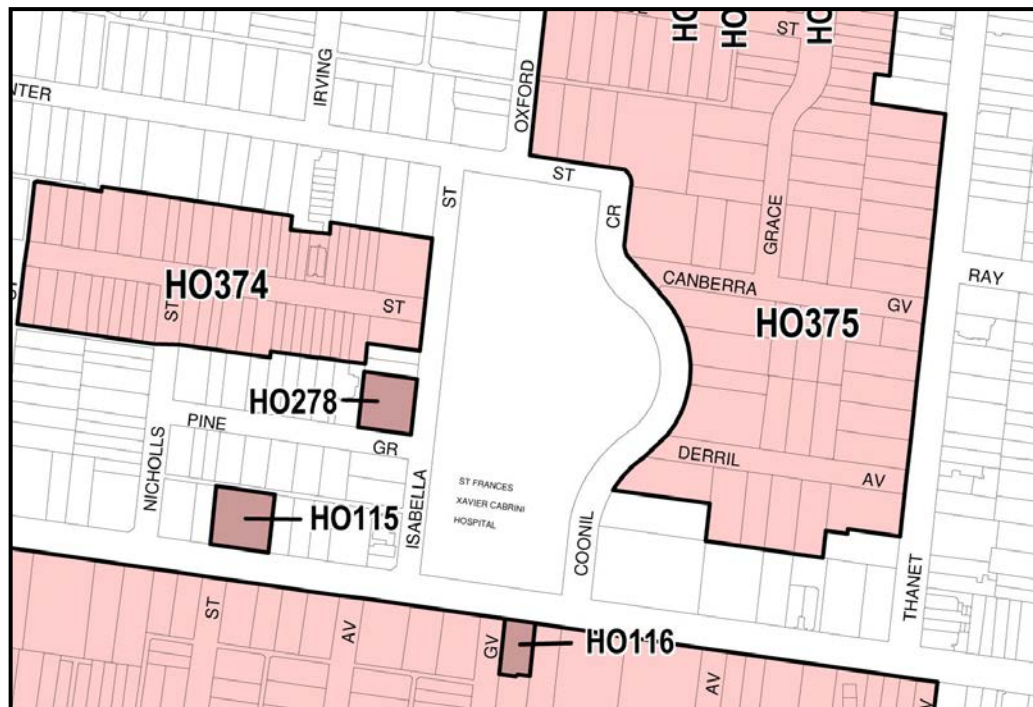 HO
HO
HO
ST
NTER
IRVING
OXFORD
ST
ST
CR
GRACE
CANBERRA
GV
RAY
HO374
ST
ST
HO375
HO278
PINE
GR
DERRIL
AV
NICHOLLS
ISABELLA
ST FRANCES
XAVIER CABRINI
HOSPITAL
HO115
COONIL
THANET
ST
AV
GV
HO116
AV